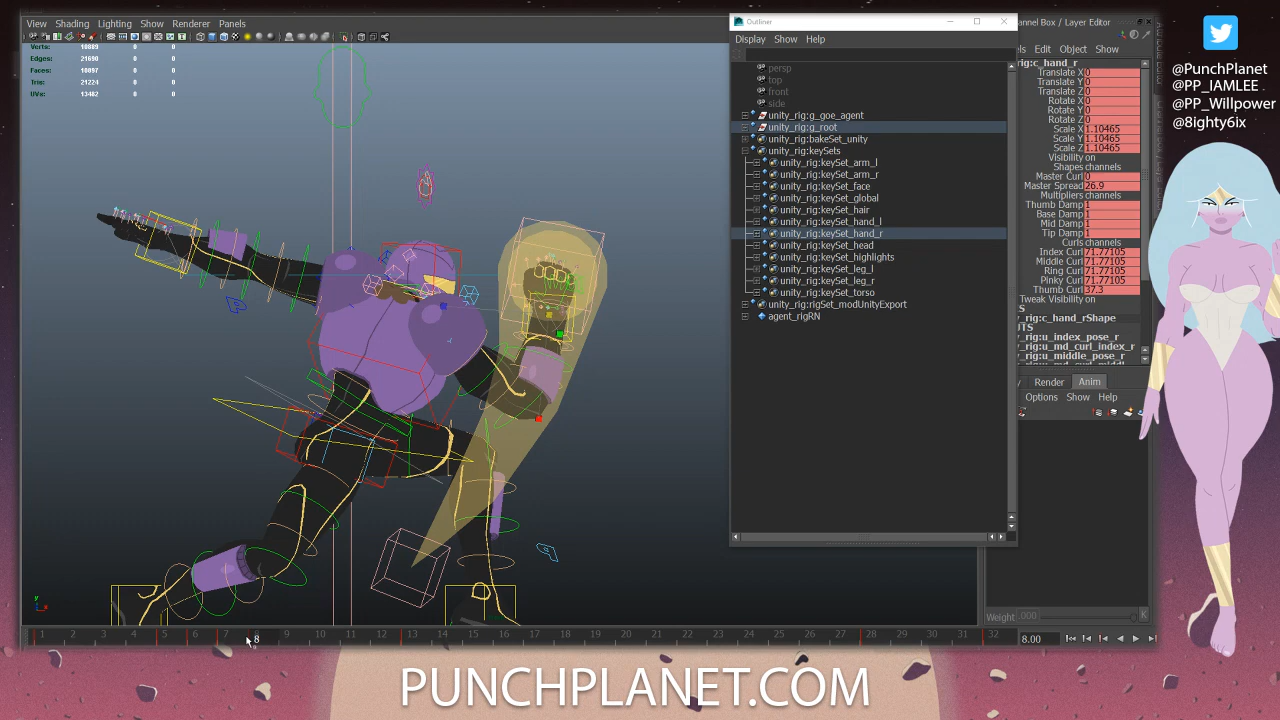 View Shading Lighting Show Renderer Panels
Verts: 10889 0 0
Edges: 21690 0 0
Faces: 10897 0 0
Tris: 21224 0 0
UVs: 13482 0 0
Outliner
Display Show Help
persp
top
front
side
unity_rig:g_goe_agent
unity_rig:g_root
unity_rig:bakeSet_unity
unity_rig:keySets
unity_rig:keySet_arm_l
unity_rig:keySet_arm_r
unity_rig:keySet_face
unity_rig:keySet_global
unity_rig:keySet_hair
unity_rig:keySet_hand_l
unity_rig:keySet_hand_r
unity_rig:keySet_head
unity_rig:keySet_highlights
unity_rig:keySet_leg_l
unity_rig:keySet_leg_r
unity_rig:keySet_torso
unity_rig:rigSet_modUnityExport
agent_rigRN
Channel Box / Layer Editor
els Edit Object Show
rig:c_hand_r
Translate X 0
Translate Y 0
Translate Z 0
Rotate X 0
Rotate Y 0
Rotate Z 0
Scale X 1.10465
Scale Y 1.10465
Scale Z 1.10465
Visibility on
Shapes channels
Master Curl 0
Master Spread 26.9
Multipliers channels
Thumb Damp 1
Base Damp 1
Mid Damp 1
Tip Damp 1
Curls channels
Index Curl 71.77105
Middle Curl 71.77105
Ring Curl 71.77105
Pinky Curl 71.77105
Thumb Curl 37.3
Tweak Visibility on
y_rig:c_hand_rShape
UTS
y_rig:u_index_pose_r
y_rig:u_md_curl_index_r
y_rig:u_middle_pose_r
y Render Anim
Options Show Help
Weight .000 K
1 2 3 4 5 6 7 8 9 10 11 12 13 14 15 16 17 18 19 20 21 22 23 24 25 26 27 28 29 30 31 32 8.00
@PunchPlanet
@PP_IAMLEE
@PP_Willpower
@8ighty6ix
PUNCHPLANET.COM